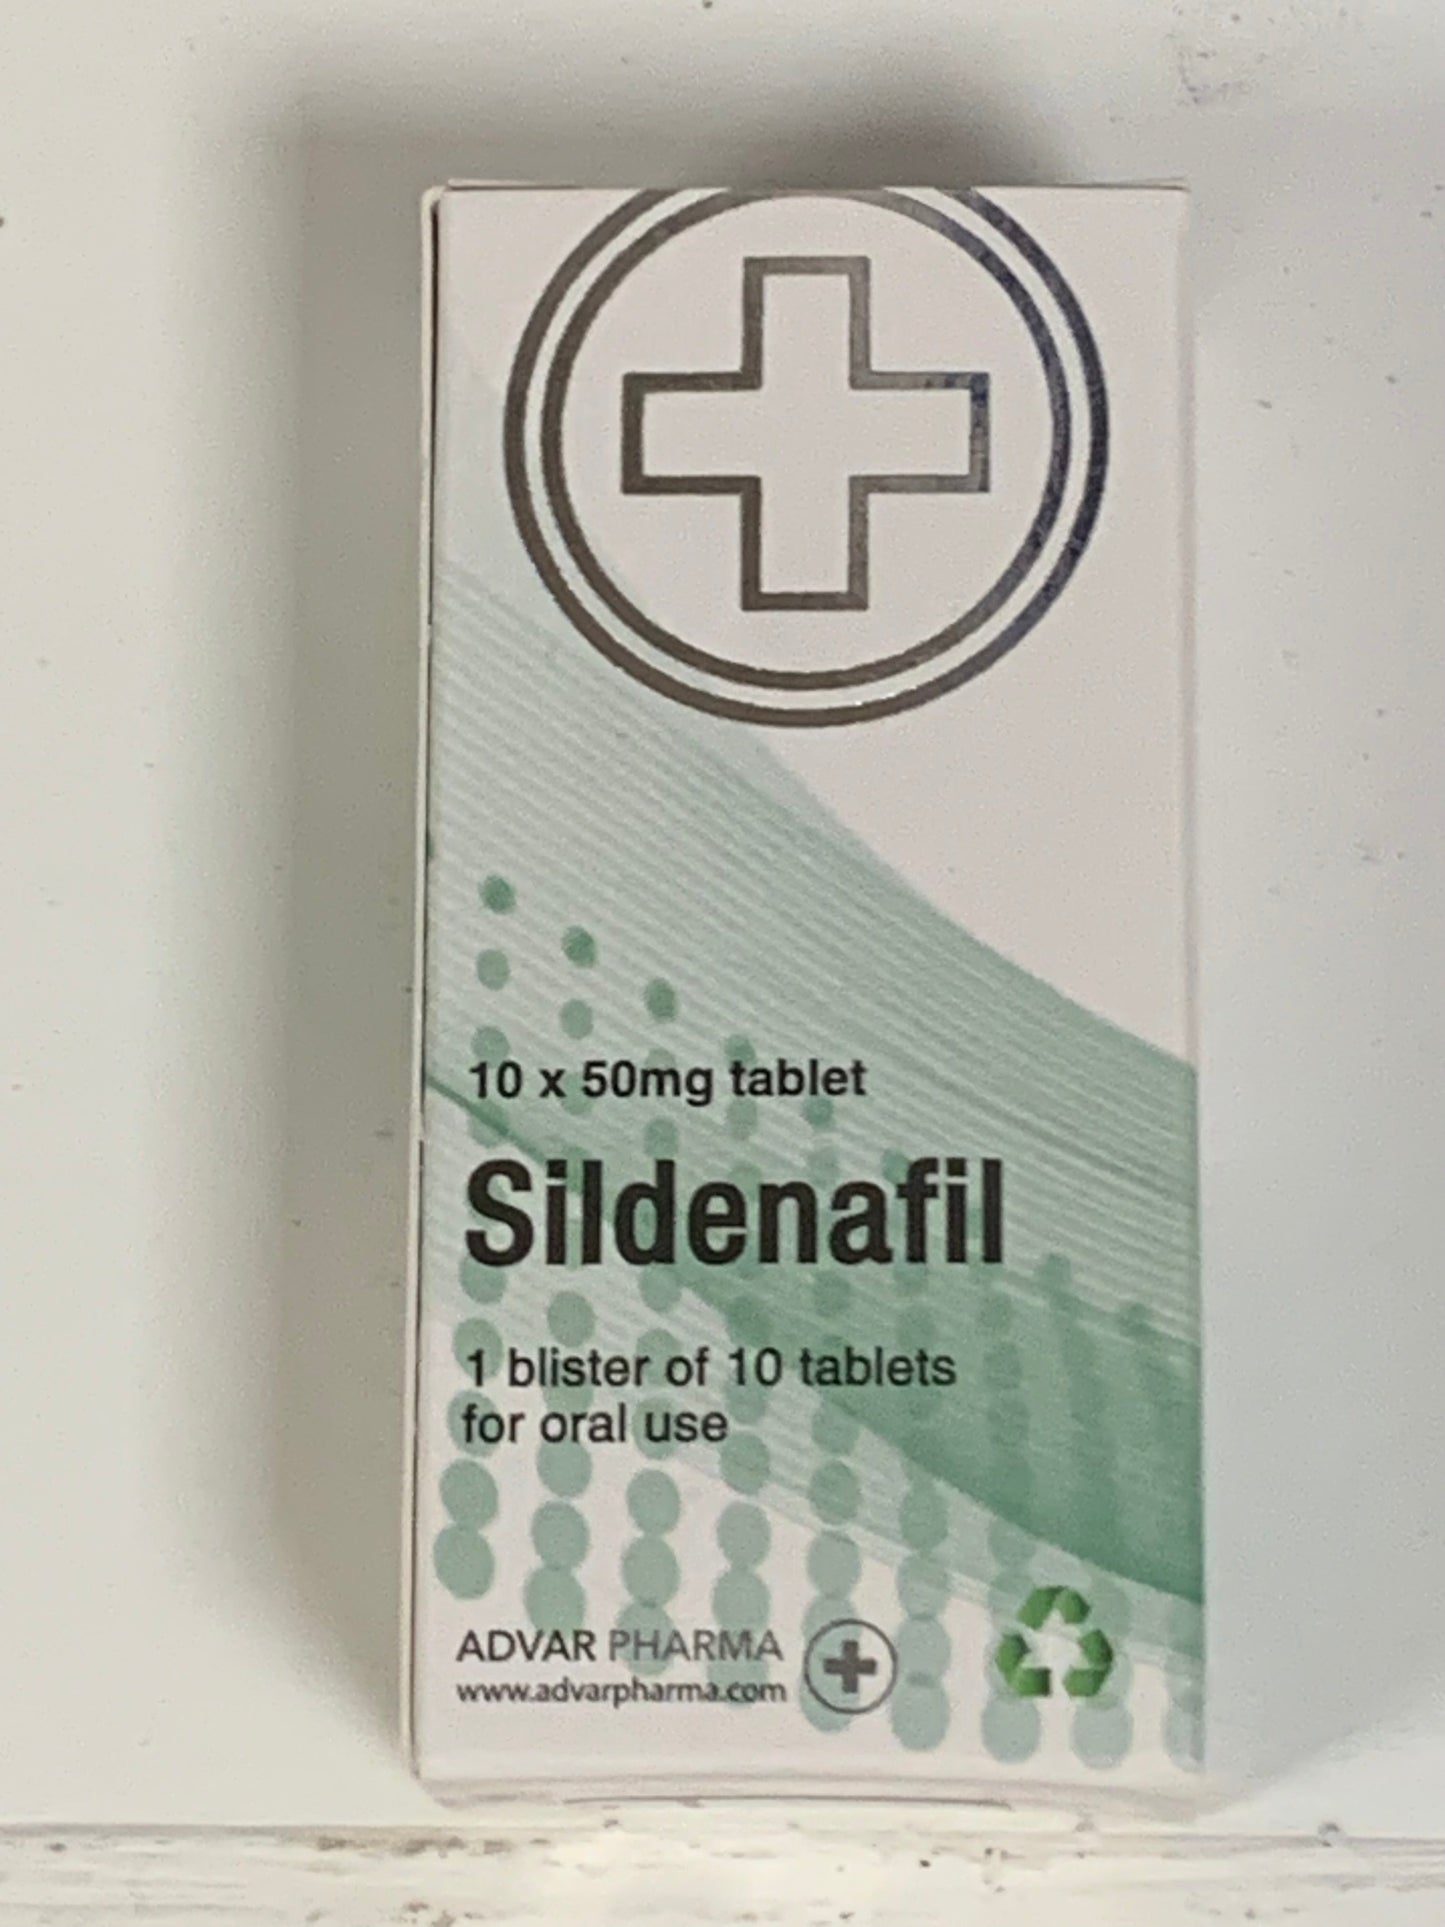 10 x 50mg tablet
Sildenafil
1 blister of 10 tablets
for oral use
ADVAR PHARMA
www.advarpharma.com